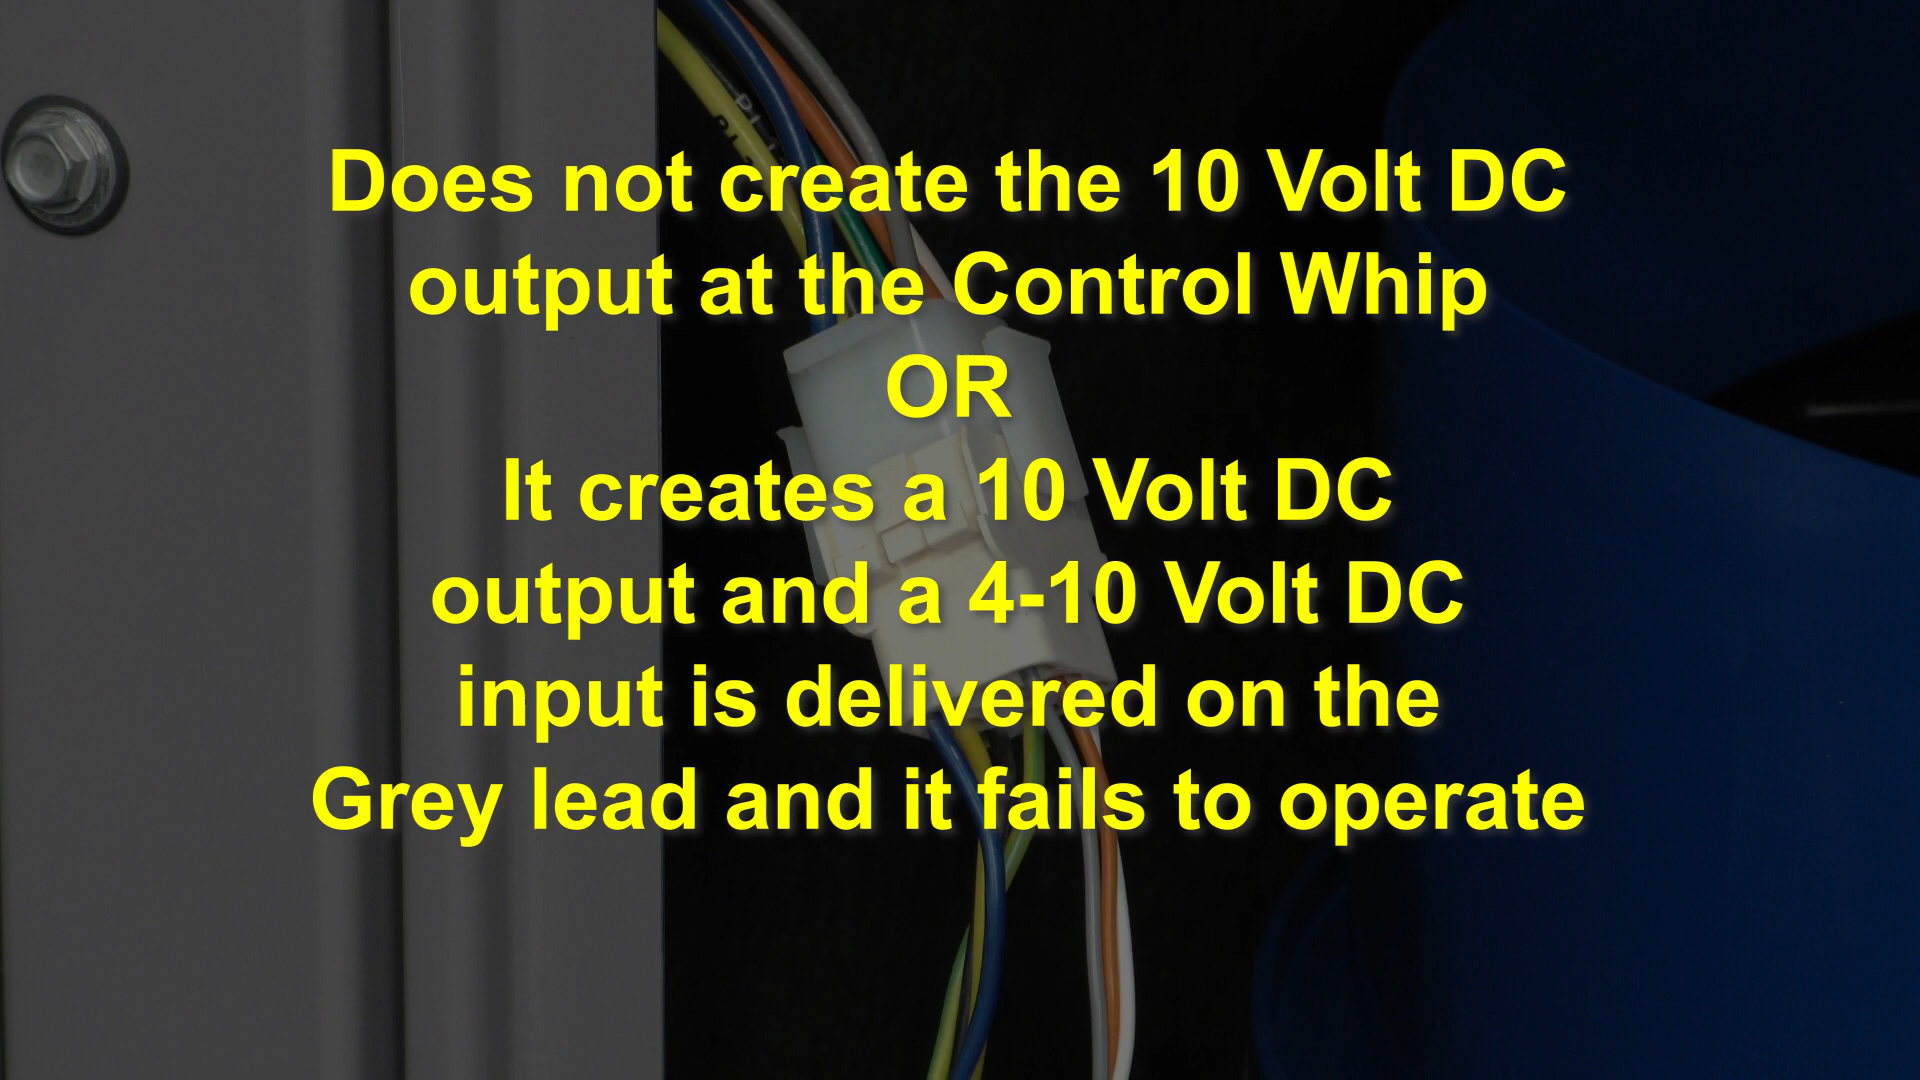 Does not create the 10 Volt DC
output at the Control Whip
OR
It creates a 10 Volt DC
output and a 4-10 Volt DC
input is delivered on the
Grey lead and it fails to operate